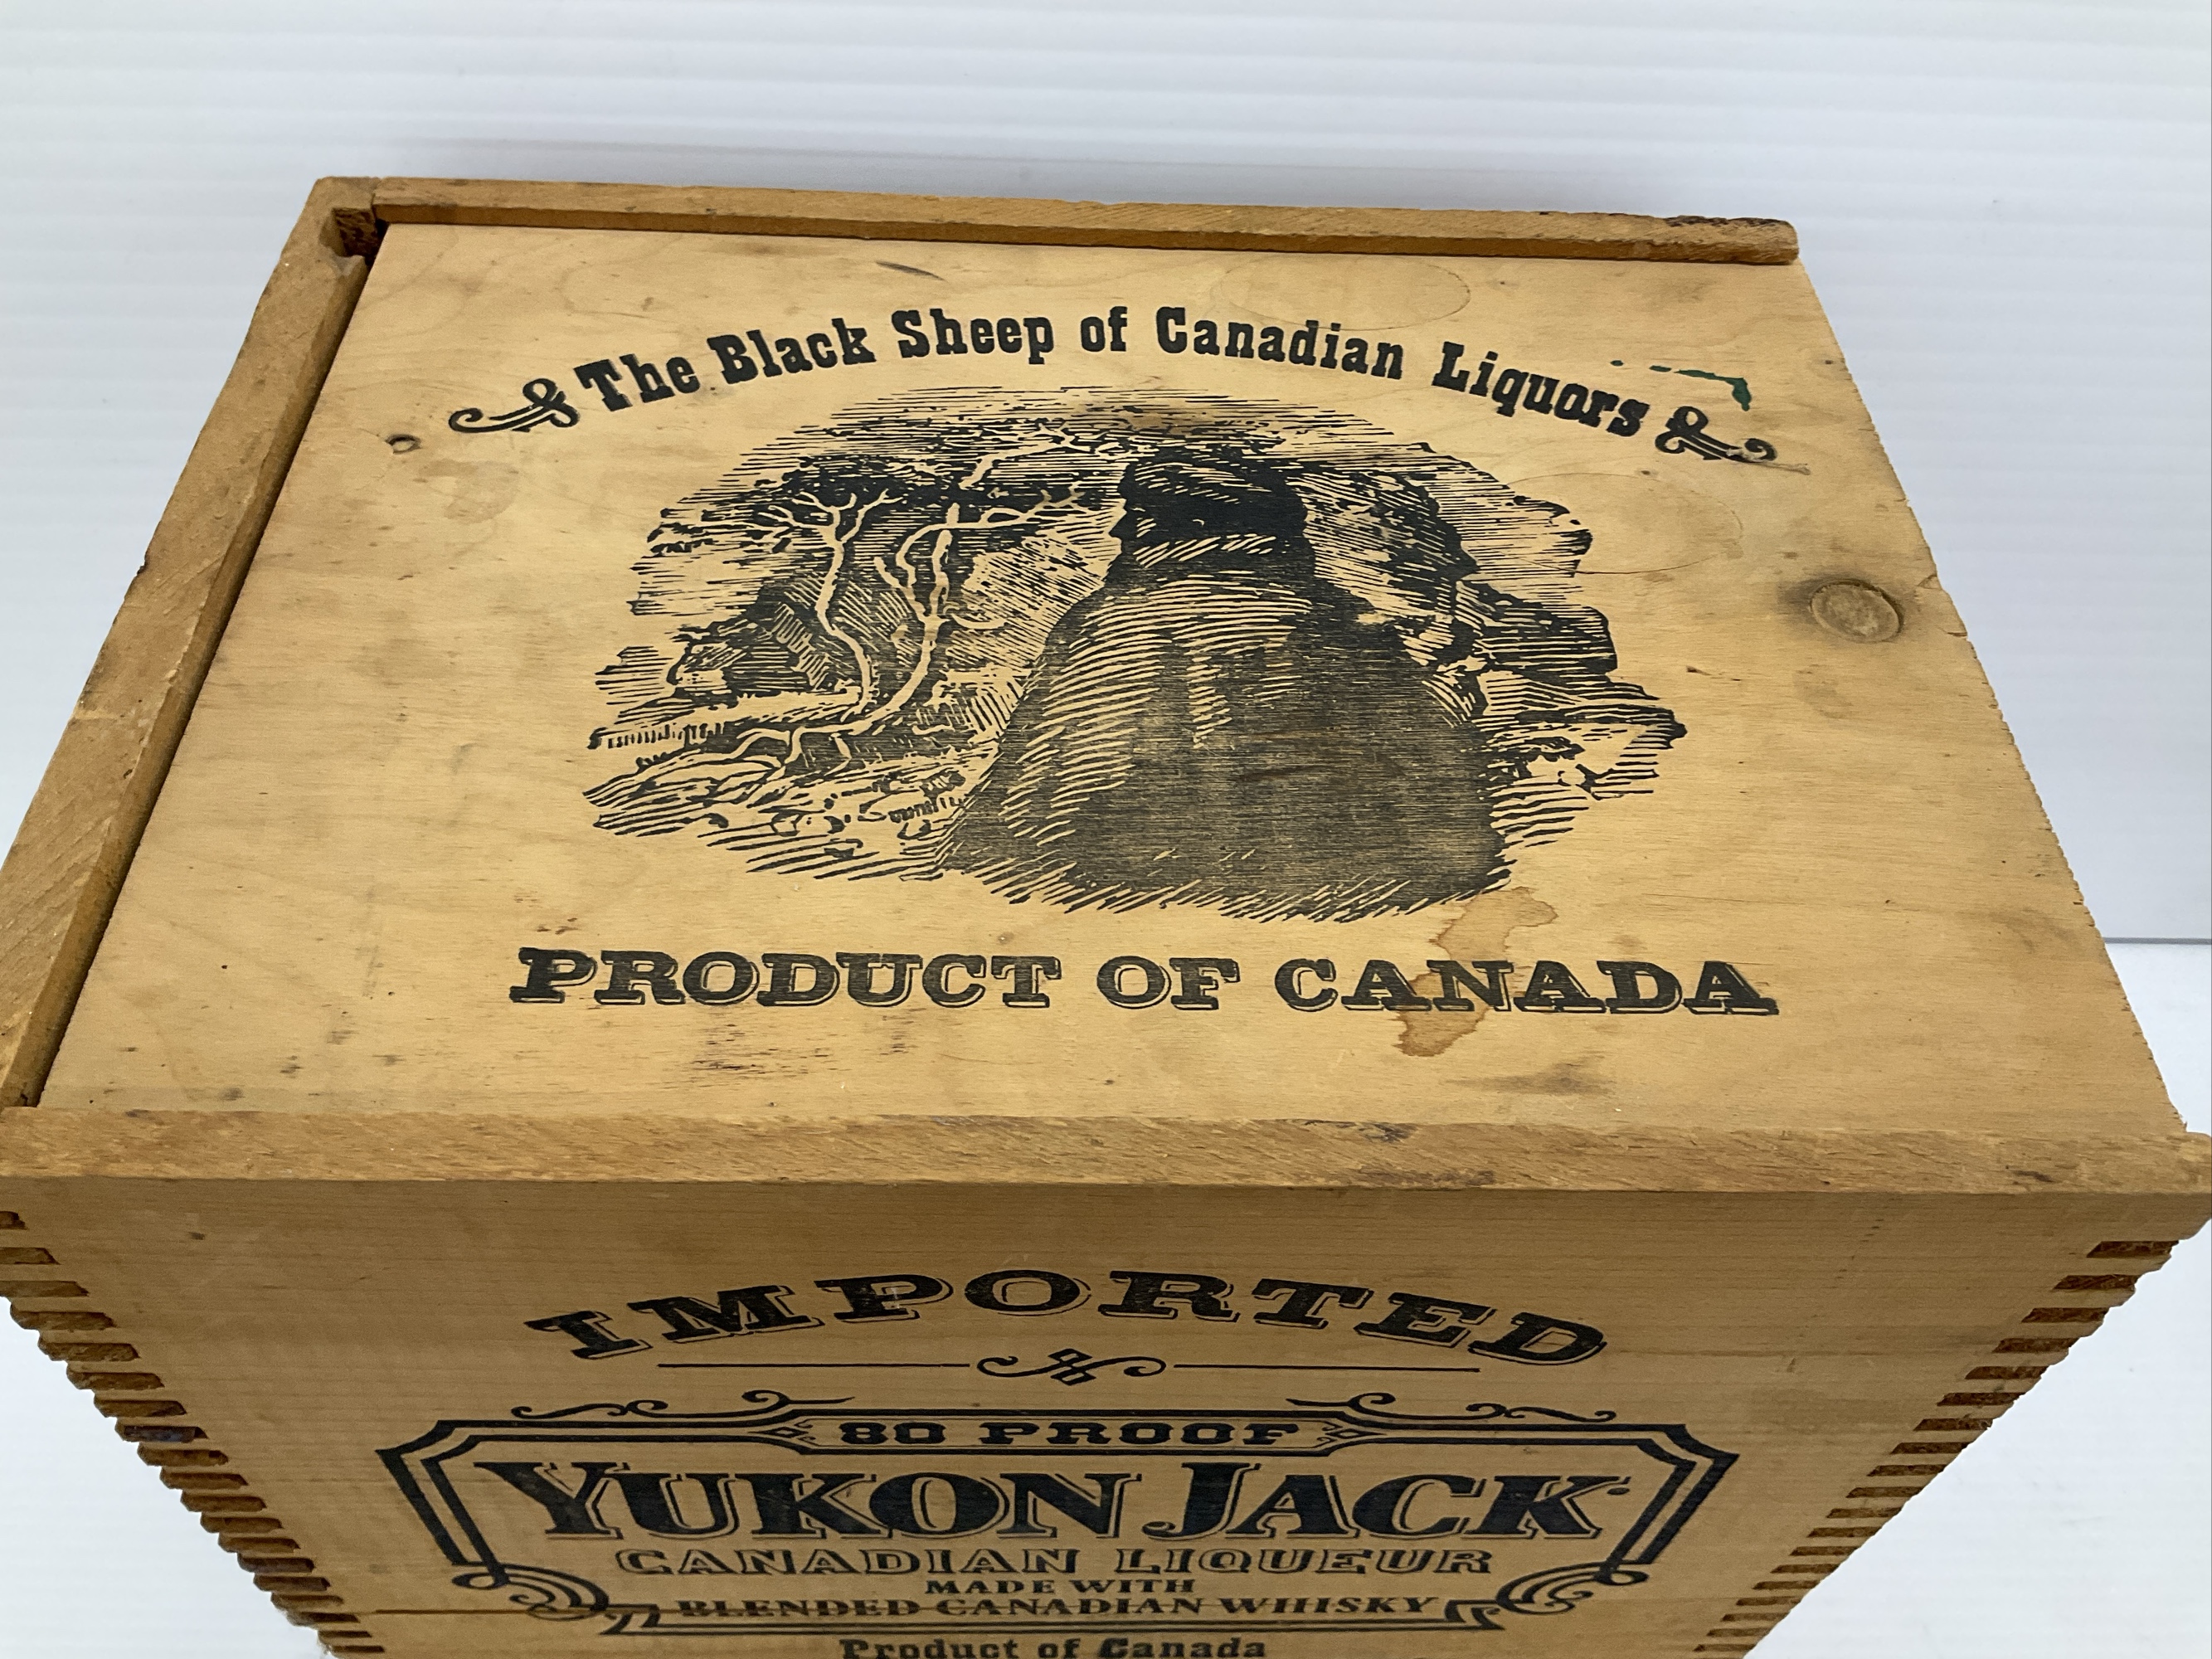 The Black Sheep of Canadian Liquors
PRODUCT OF CANADA
IMPORTED
80 PROOF
YUKON JACK
CANADIAN LIQUEUR
MADE WITH
BLENDED CANADIAN WHISKY
Product of Canada